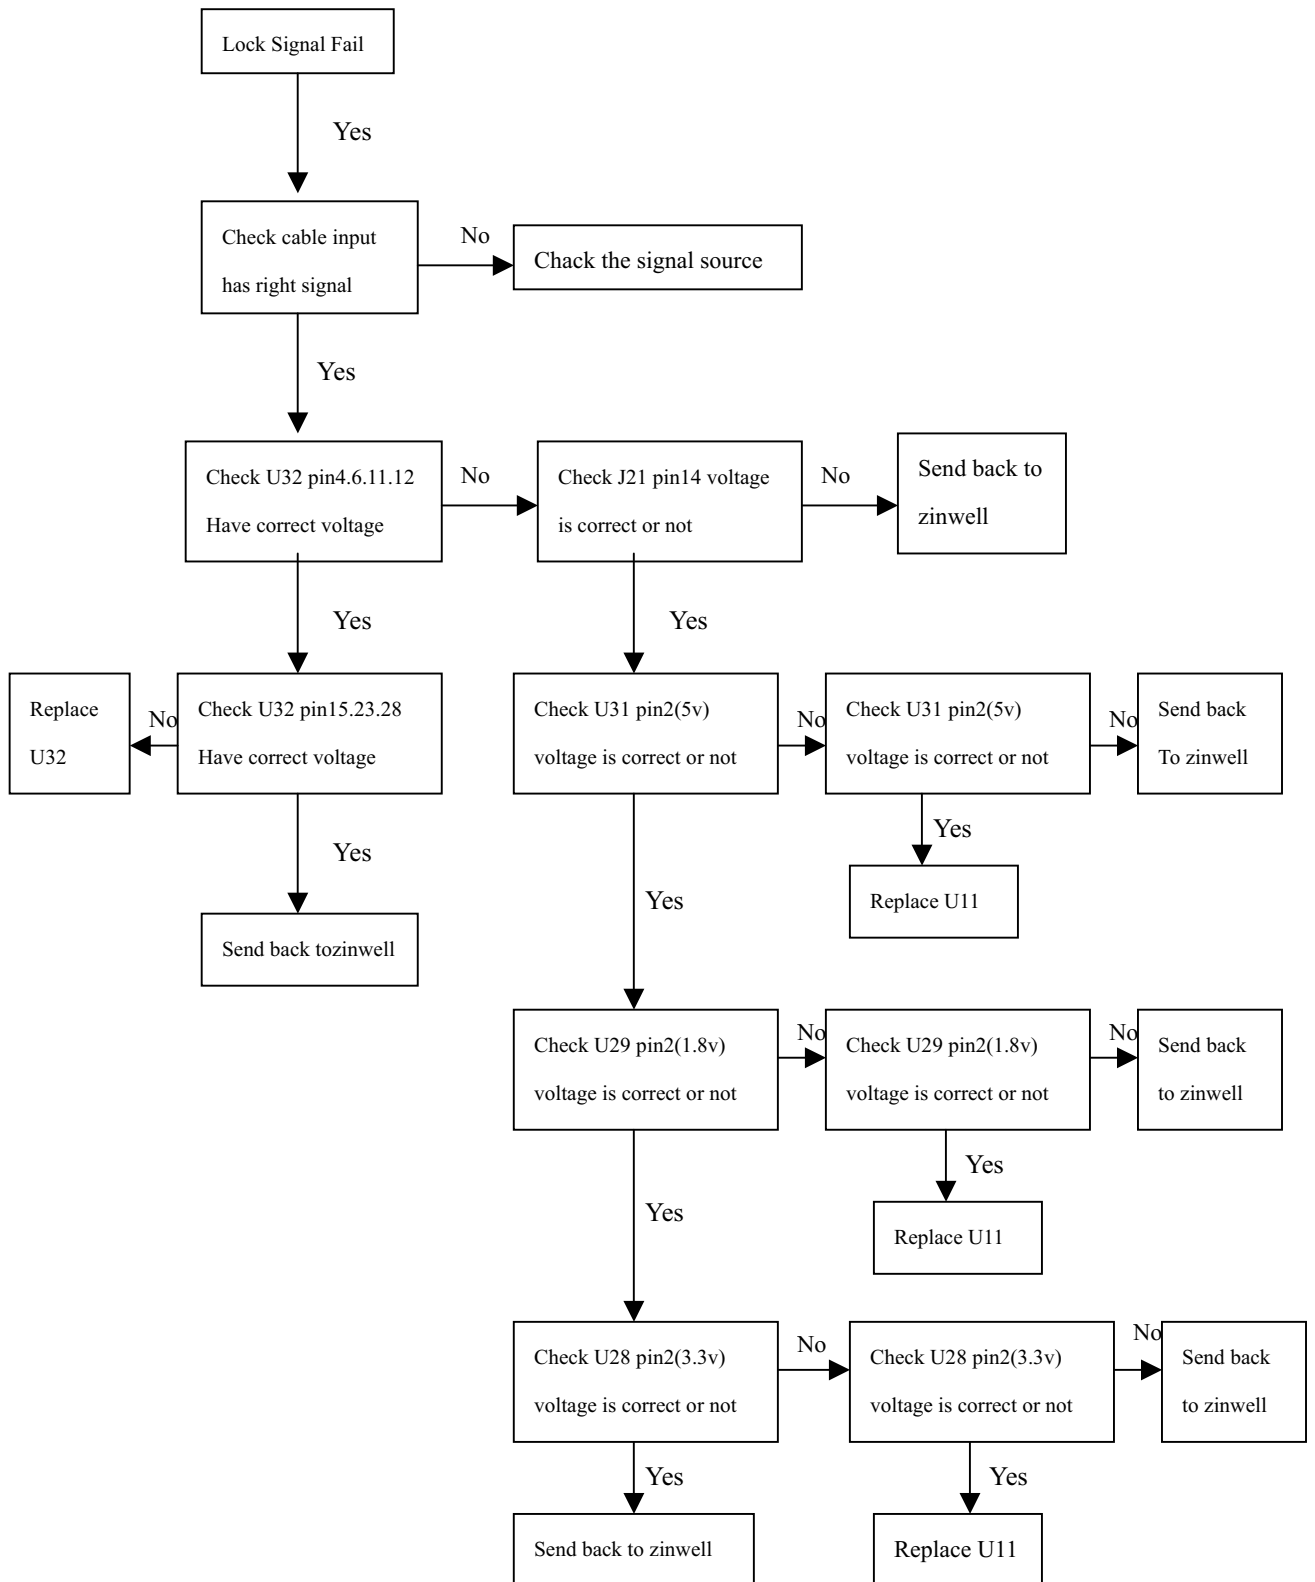 Lock Signal Fail
Yes
Check cable input
has right signal
No
Chack the signal source
Yes
Check U32 pin4.6.11.12
Have correct voltage
No
Check J21 pin14 voltage
is correct or not
No
Send back to
zinwell
Yes
Yes
Replace
U32
No
Check U32 pin15.23.28
Have correct voltage
Check U31 pin2(5v)
voltage is correct or not
No
Check U31 pin2(5v)
voltage is correct or not
No
Send back
To zinwell
Yes
Yes
Replace U11
Yes
Send back tozinwell
Check U29 pin2(1.8v)
voltage is correct or not
No
Check U29 pin2(1.8v)
voltage is correct or not
No
Send back
to zinwell
Yes
Yes
Replace U11
Check U28 pin2(3.3v)
voltage is correct or not
No
Check U28 pin2(3.3v)
voltage is correct or not
No
Send back
to zinwell
Yes
Yes
Send back to zinwell
Replace U11